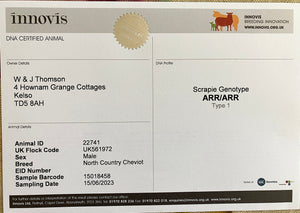 innovis
INNOVIS
BREEDING INNOVATION
www.innovis.org.uk
DNA CERTIFIED ANIMAL
Owner Details
W & J Thomson
4 Hownam Grange Cottages
Kelso
TD5 8AH
DNA Profile
Scrapie Genotype
ARR/ARR
Type 1
Animal Details
Animal ID 22741
UK Flock Code UK561972
Sex Male
Breed North Country Cheviot
EID Number
Sample Barcode 15018458
Sampling Date 15/06/2023